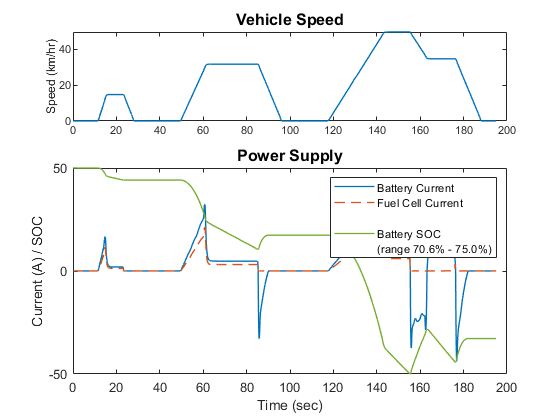 Vehicle Speed
Speed (km/hr)
40
20
0
0 20 40 60 80 100 120 140 160 180 200
Power Supply
Current (A) / SOC
50
0
-50
Battery Current
Fuel Cell Current
Battery SOC
(range 70.6% - 75.0%)
0 20 40 60 80 100 120 140 160 180 200
Time (sec)